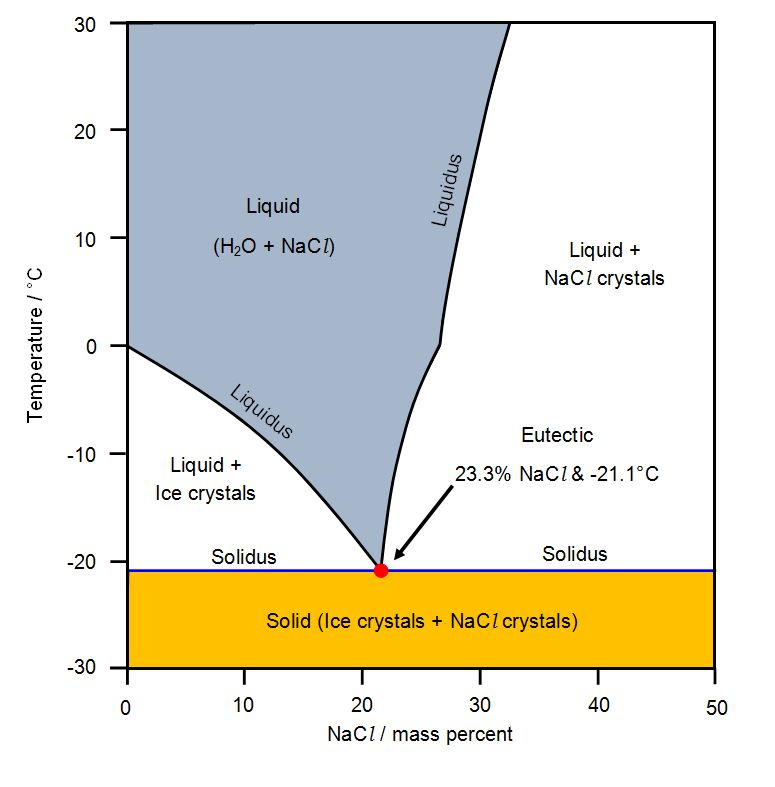 30
20
10
0
-10
-20
-30
Temperature / °C
Liquid
(H₂O + NaCl)
Liquidus
Liquid +
NaCl crystals
Liquidus
Eutectic
23.3% NaCl & -21.1°C
Liquid +
Ice crystals
Solidus
Solidus
Solid (Ice crystals + NaCl crystals)
0
10
20
30
40
50
NaCl / mass percent